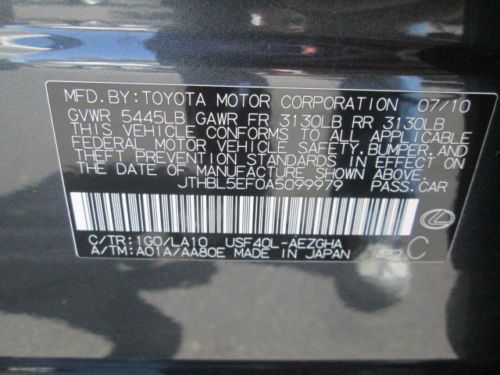 MFD. BY: TOYOTA MOTOR CORPORATION 07/10
GVWR 5445LB GAWR FR 3130LB RR 3130LB
THIS VEHICLE CONFORMS TO ALL APPLICABLE
FEDERAL MOTOR VEHICLE SAFETY, BUMPER, AND
THEFT PREVENTION STANDARDS IN EFFECT ON
THE DATE OF MANUFACTURE SHOWN ABOVE.
JTHBL5EF0A5099979 PASS. CAR
C/TR: 1G0/LA10 USF40L-AEZGHA
A/TM: A01A/AA80E MADE IN JAPAN C